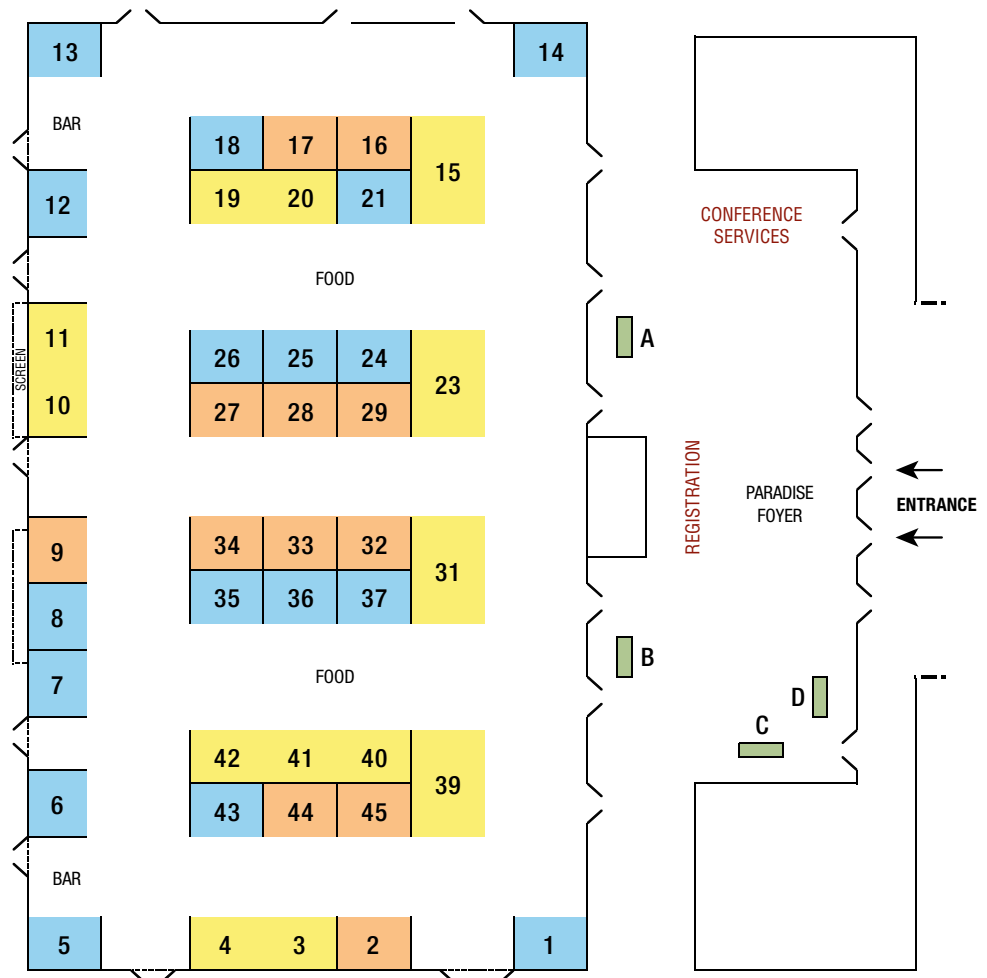 13
14
BAR
18 17 16
15
19 20 21
12
CONFERENCE
SERVICES
FOOD
11
SCREEN
10
26 25 24
23
27 28 29
A
REGISTRATION
PARADISE
FOYER
ENTRANCE
9
34 33 32
31
35 36 37
8
7
B
FOOD
D
C
42 41 40
39
43 44 45
6
BAR
5
4 3 2
1